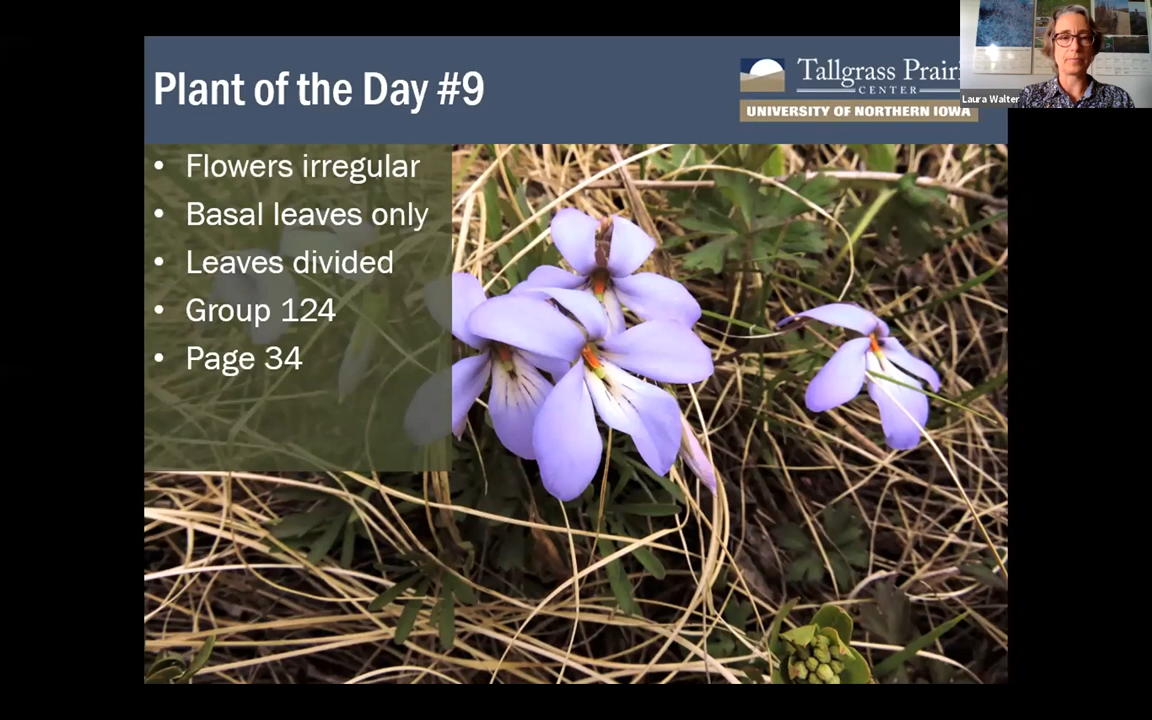 Plant of the Day #9
Tallgrass Prairi
CENTER
UNIVERSITY OF NORTHERN IOWA
Laura Walter
• Flowers irregular
• Basal leaves only
• Leaves divided
• Group 124
• Page 34